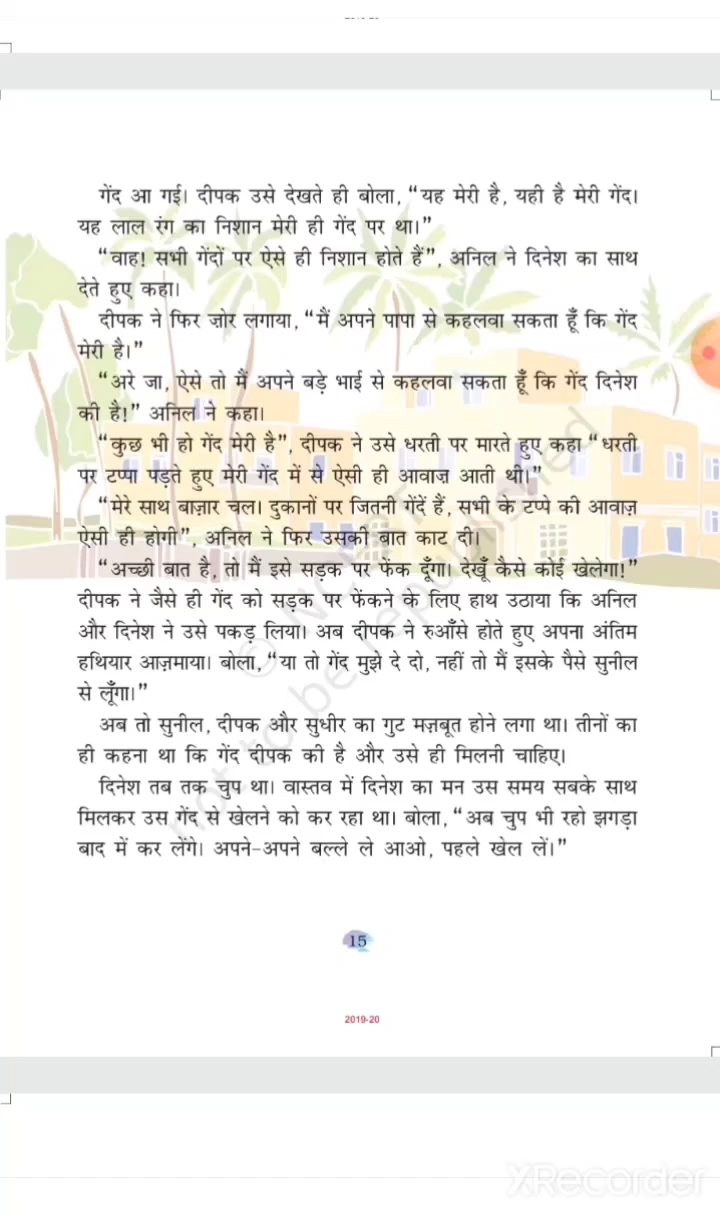 गेंद आ गई। दीपक उसे देखते ही बोला, “यह मेरी है, यही है मेरी गेंद।
यह लाल रंग का निशान मेरी ही गेंद पर था।”
“वाह! सभी गेंदों पर ऐसे ही निशान होते हैं”, अनिल ने दिनेश का साथ
देते हुए कहा।
दीपक ने फिर ज़ोर लगाया, “मैं अपने पापा से कहलवा सकता हूँ कि गेंद
मेरी है।”
“अरे जा, ऐसे तो मैं अपने बड़े भाई से कहलवा सकता हूँ कि गेंद दिनेश
की है!” अनिल ने कहा।
“कुछ भी हो गेंद मेरी है”, दीपक ने उसे धरती पर मारते हुए कहा “धरती
पर टप्पा पड़ते हुए मेरी गेंद में से ऐसी ही आवाज़ आती थी।”
“मेरे साथ बाज़ार चल। दुकानों पर जितनी गेंदें हैं, सभी के टप्पे की आवाज़
ऐसी ही होगी”, अनिल ने फिर उसकी बात काट दी।
“अच्छी बात है, तो मैं इसे सड़क पर फेंक दूँगा। देखूँ कैसे कोई खेलेगा!”
दीपक ने जैसे ही गेंद को सड़क पर फेंकने के लिए हाथ उठाया कि अनिल
और दिनेश ने उसे पकड़ लिया। अब दीपक ने रुआँसे होते हुए अपना अंतिम
हथियार आज़माया। बोला, “या तो गेंद मुझे दे दो, नहीं तो मैं इसके पैसे सुनील
से लूँगा।”
अब तो सुनील, दीपक और सुधीर का गुट मज़बूत होने लगा था। तीनों का
ही कहना था कि गेंद दीपक की है और उसे ही मिलनी चाहिए।
दिनेश तब तक चुप था। वास्तव में दिनेश का मन उस समय सबके साथ
मिलकर उस गेंद से खेलने को कर रहा था। बोला, “अब चुप भी रहो झगड़ा
बाद में कर लेंगे। अपने-अपने बल्ले ले आओ, पहले खेल लें।”
15
2019-20
not to be republished
XRecorder